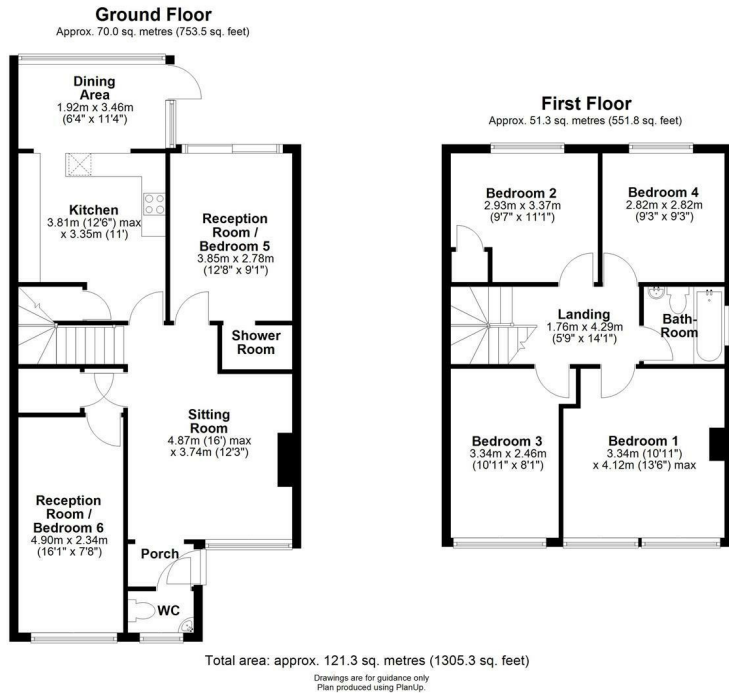 Ground Floor
Approx. 70.0 sq. metres (753.5 sq. feet)
Dining
Area
1.92m x 3.46m
(6'4" x 11'4")
Kitchen
3.81m (12'6") max
x 3.35m (11')
Reception
Room /
Bedroom 5
3.85m x 2.78m
(12'8" x 9'1")
Shower
Room
Sitting
Room
4.87m (16') max
x 3.74m (12'3")
Reception
Room /
Bedroom 6
4.90m x 2.34m
(16'1" x 7'8")
Porch
WC
First Floor
Approx. 51.3 sq. metres (551.8 sq. feet)
Bedroom 2
2.93m x 3.37m
(9'7" x 11'1")
Bedroom 4
2.82m x 2.82m
(9'3" x 9'3")
Landing
1.76m x 4.29m
(5'9" x 14'1")
Bath-
Room
Bedroom 3
3.34m x 2.46m
(10'11" x 8'1")
Bedroom 1
3.34m (10'11")
x 4.12m (13'6") max
Total area: approx. 121.3 sq. metres (1305.3 sq. feet)
Drawings are for guidance only
Plan produced using PlanUp.